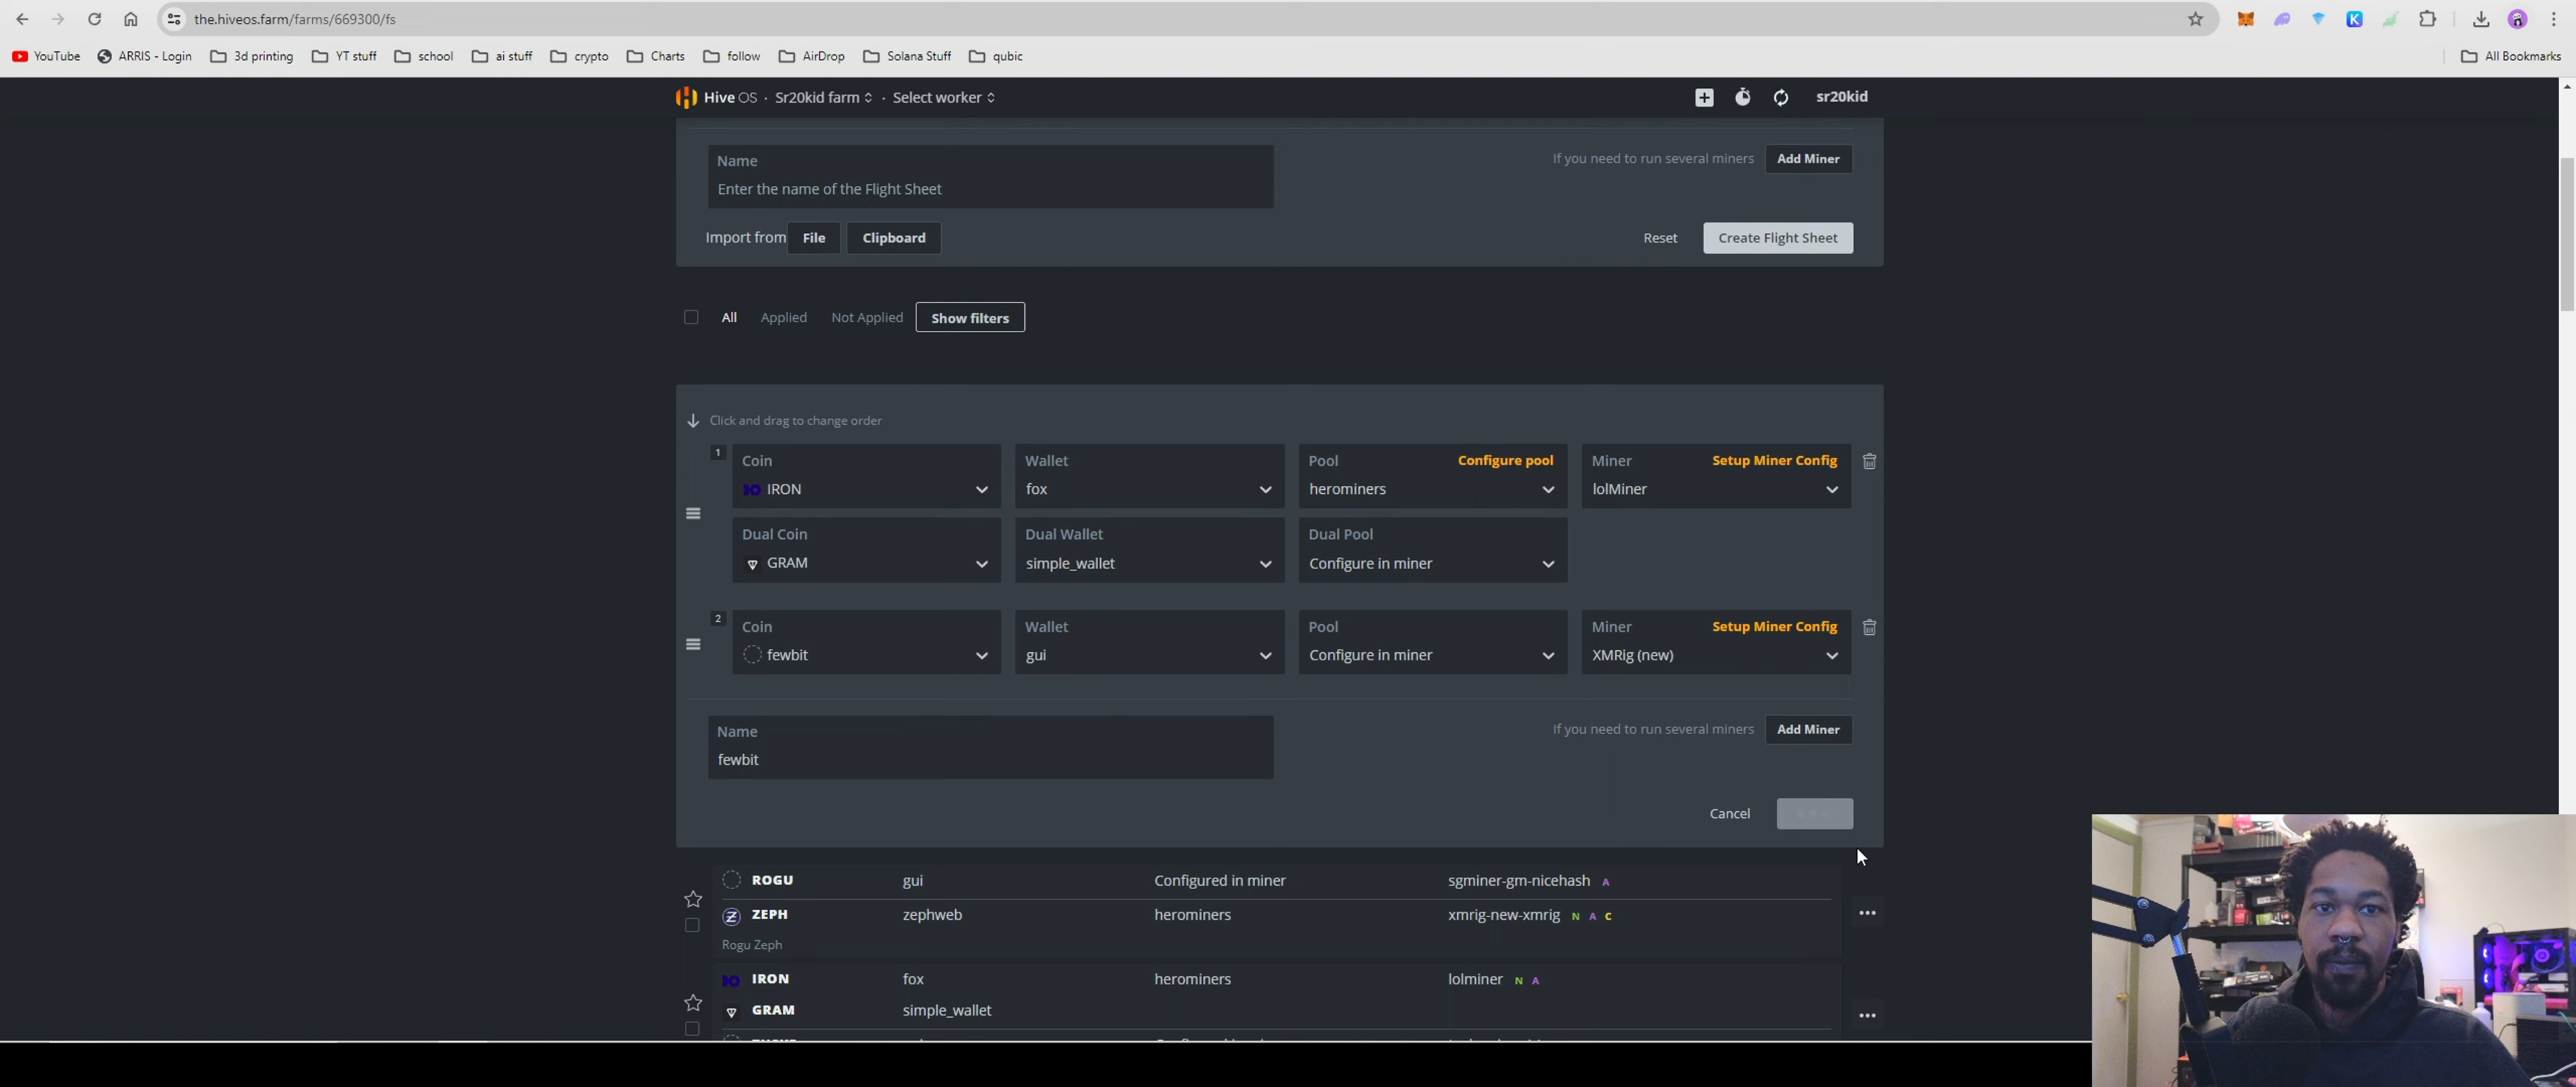 the.hiveos.farm/farms/669300/fs
YouTube ARRIS - Login 3d printing YT stuff school ai stuff crypto Charts follow AirDrop Solana Stuff qubic All Bookmarks
Hive OS · Sr20kid farm · Select worker sr20kid
Name
Enter the name of the Flight Sheet
If you need to run several miners Add Miner
Import from File Clipboard Reset Create Flight Sheet
All Applied Not Applied Show filters
Click and drag to change order
1 Coin Wallet Pool Configure pool Miner Setup Miner Config
IRON fox herominers lolMiner
Dual Coin Dual Wallet Dual Pool
GRAM simple_wallet Configure in miner
2 Coin Wallet Pool Miner Setup Miner Config
fewbit gui Configure in miner XMRig (new)
Name
fewbit
If you need to run several miners Add Miner
Cancel
ROGU gui Configured in miner sgminer-gm-nicehash A
ZEPH zephweb herominers xmrig-new-xmrig N A C
Rogu Zeph
IRON fox herominers lolminer N A
GRAM simple_wallet